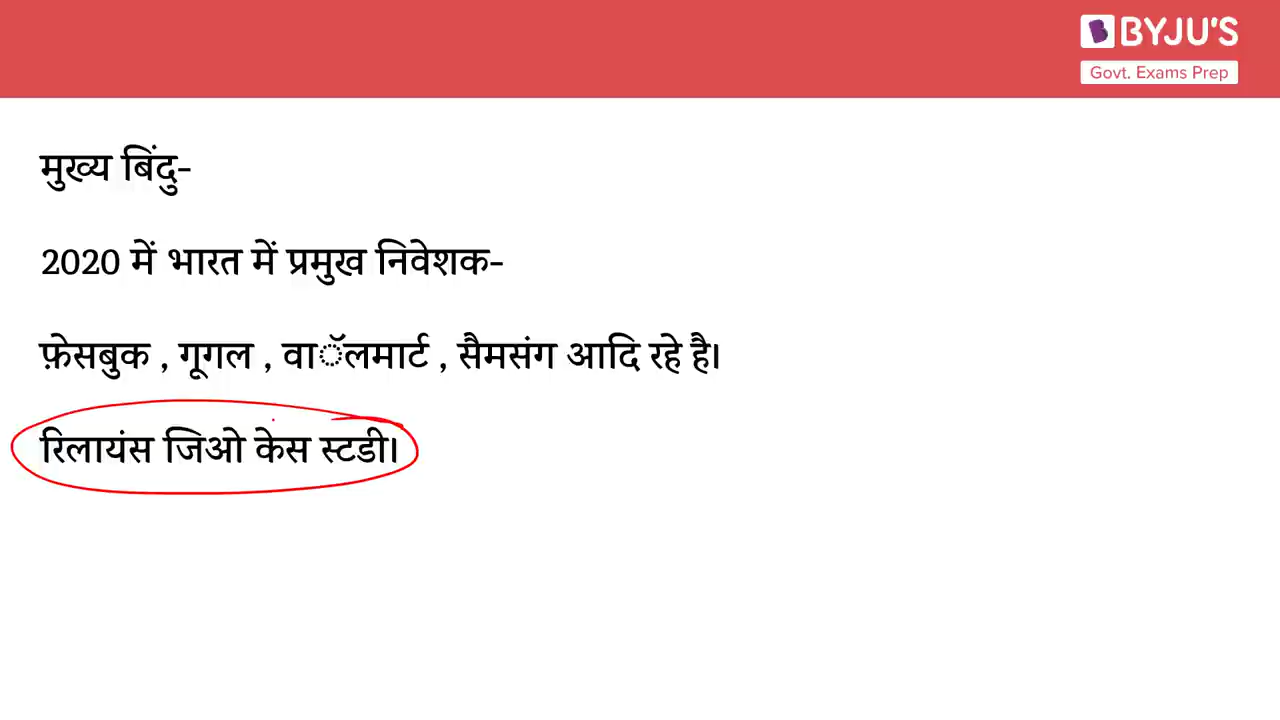 BYJU'S
Govt. Exams Prep
मुख्य बिंदु-
2020 में भारत में प्रमुख निवेशक-
फ़ेसबुक , गूगल , वाॅलमार्ट , सैमसंग आदि रहे है।
रिलायंस जिओ केस स्टडी।